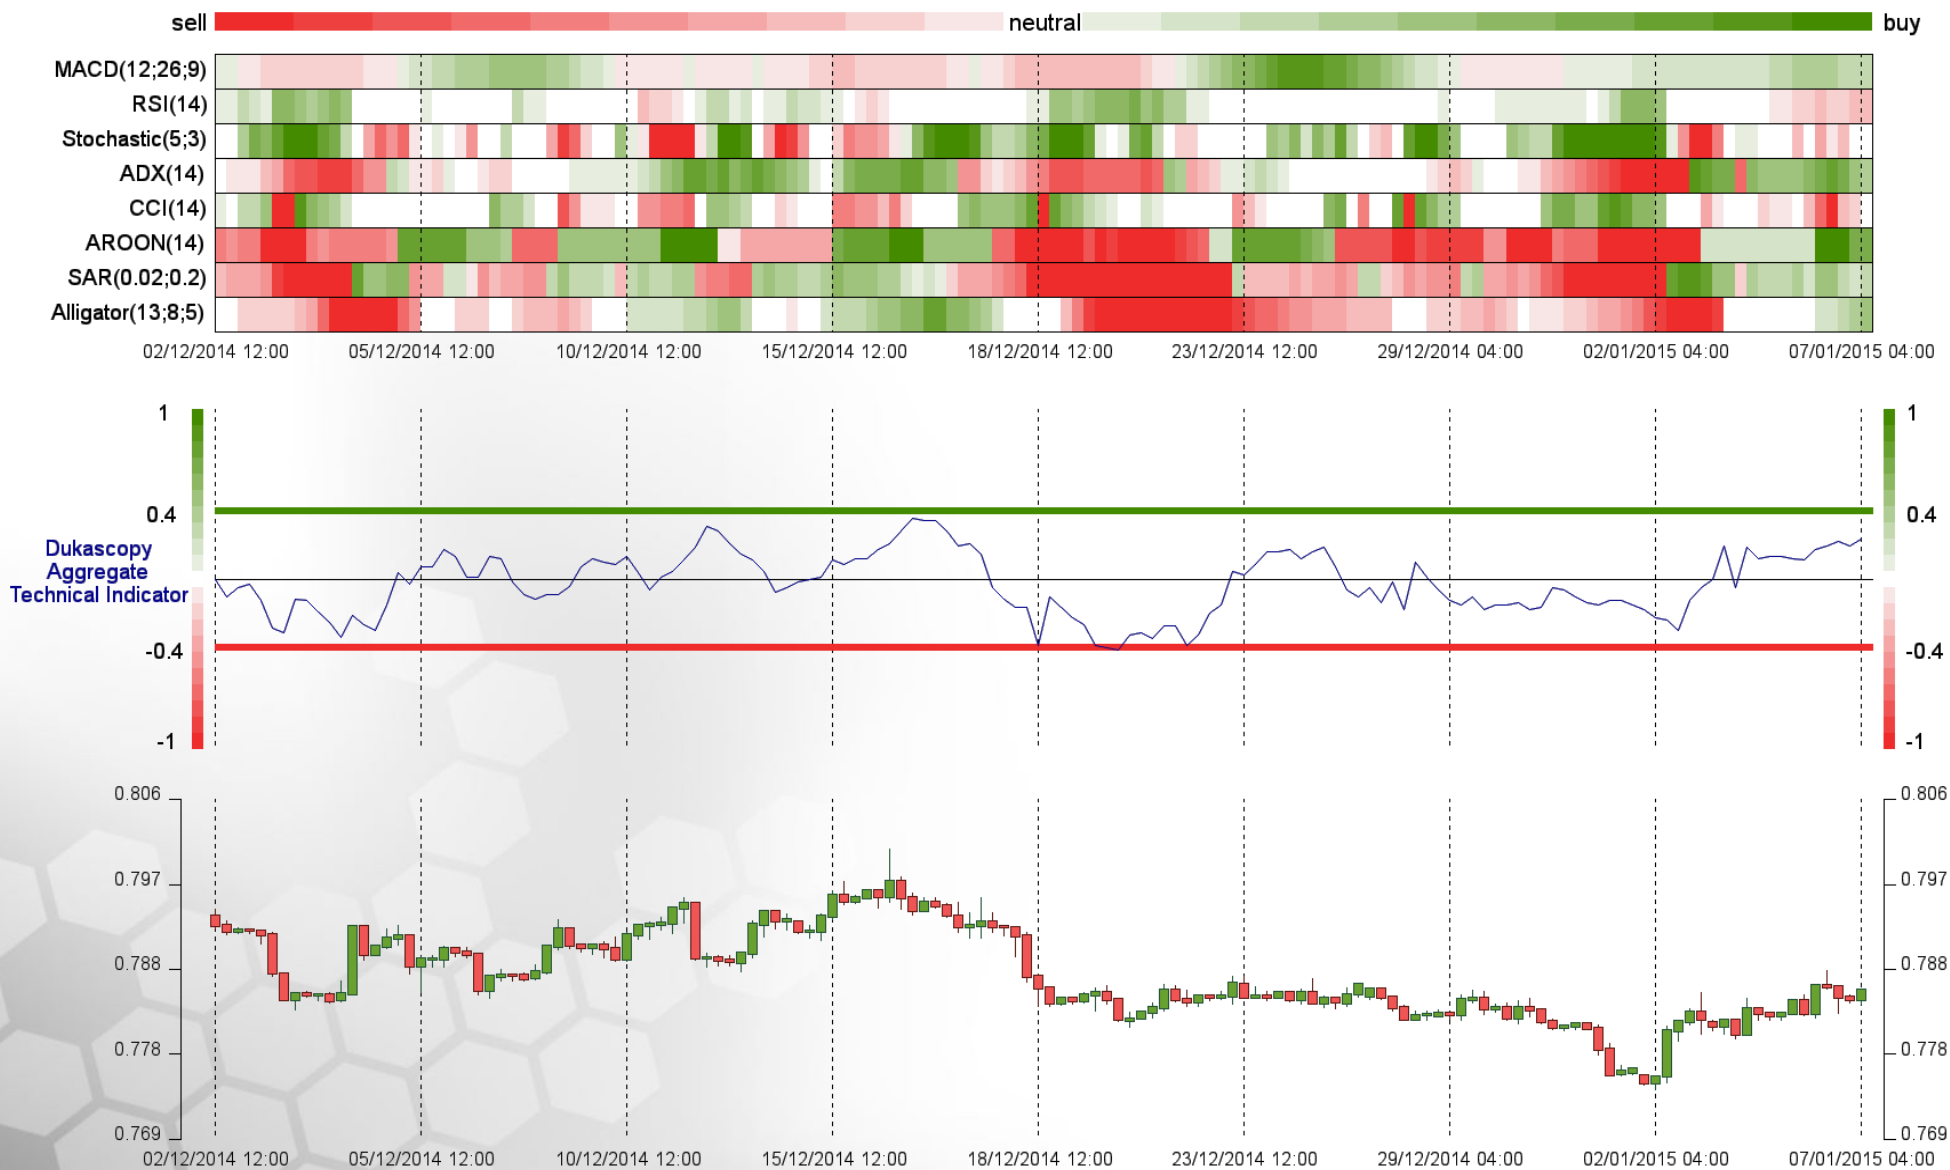 sell neutral buy
MACD(12;26;9)
RSI(14)
Stochastic(5;3)
ADX(14)
CCI(14)
AROON(14)
SAR(0.02;0.2)
Alligator(13;8;5)
02/12/2014 12:00 05/12/2014 12:00 10/12/2014 12:00 15/12/2014 12:00 18/12/2014 12:00 23/12/2014 12:00 29/12/2014 04:00 02/01/2015 04:00 07/01/2015 04:00
1 1
0.4 0.4
Dukascopy
Aggregate
Technical Indicator
-0.4 -0.4
-1 -1
0.806 0.806
0.797 0.797
0.788 0.788
0.778 0.778
0.769 0.769
02/12/2014 12:00 05/12/2014 12:00 10/12/2014 12:00 15/12/2014 12:00 18/12/2014 12:00 23/12/2014 12:00 29/12/2014 04:00 02/01/2015 04:00 07/01/2015 04:00